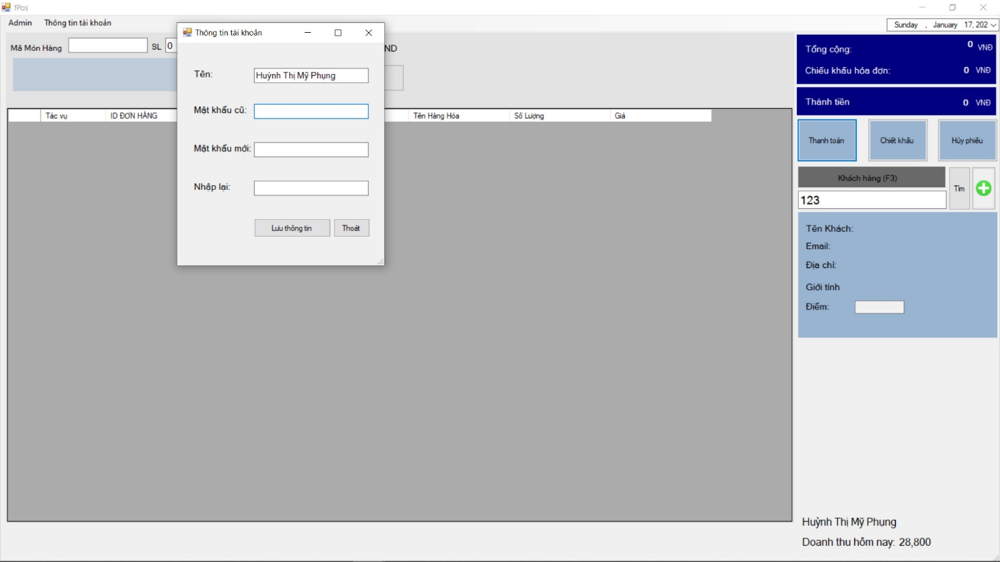 fPos
Admin Thông tin tài khoản
Sunday , January 17, 202
Thông tin tài khoản
Mã Món Hàng SL 0 ND
Tên: Huỳnh Thị Mỹ Phụng
Mật khẩu cũ:
Mật khẩu mới:
Nhập lại:
Lưu thông tin Thoát
Tác vụ ID ĐƠN HÀNG Tên Hàng Hóa Số Lượng Giá
Tổng cộng: 0 VNĐ
Chiếu khấu hóa đơn: 0 VNĐ
Thành tiền 0 VNĐ
Thanh toán Chiết khấu Hủy phiếu
Khách hàng (F3) Tìm
123
Tên Khách:
Email:
Địa chỉ:
Giới tính
Điểm:
Huỳnh Thị Mỹ Phụng
Doanh thu hôm nay: 28,800